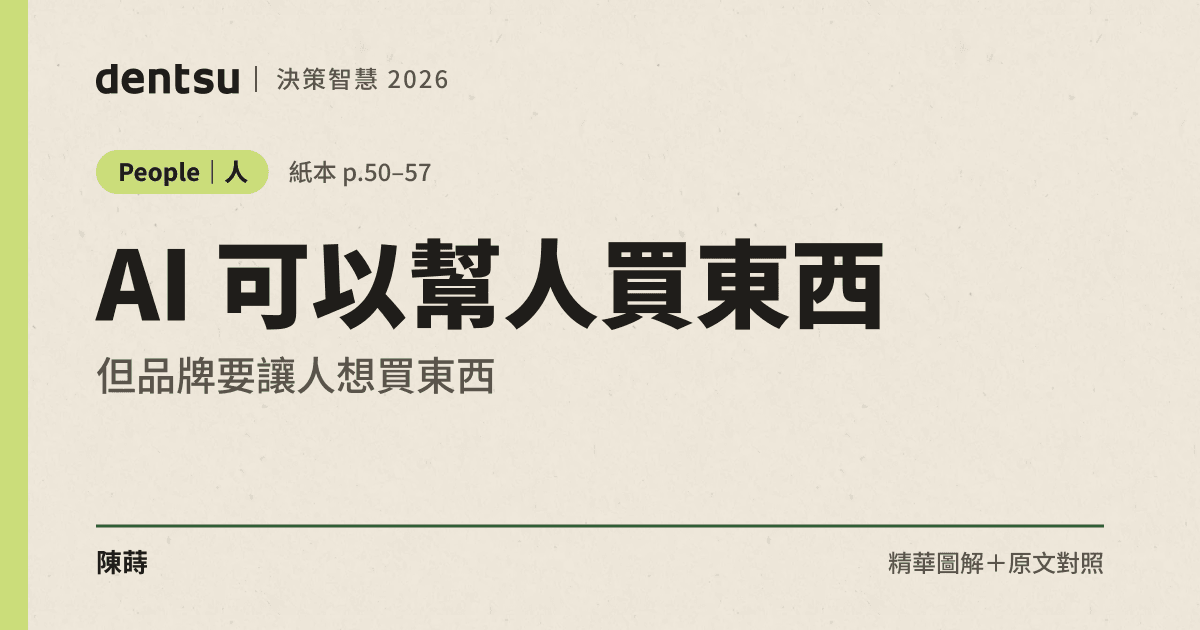 dentsu｜決策智慧 2026
People｜人 紙本 p.50–57
AI 可以幫人買東西
但品牌要讓人想買東西
陳蒔 精華圖解＋原文對照